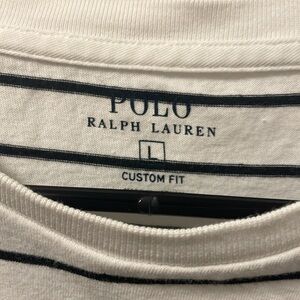 POLO
RALPH LAUREN
L
CUSTOM FIT